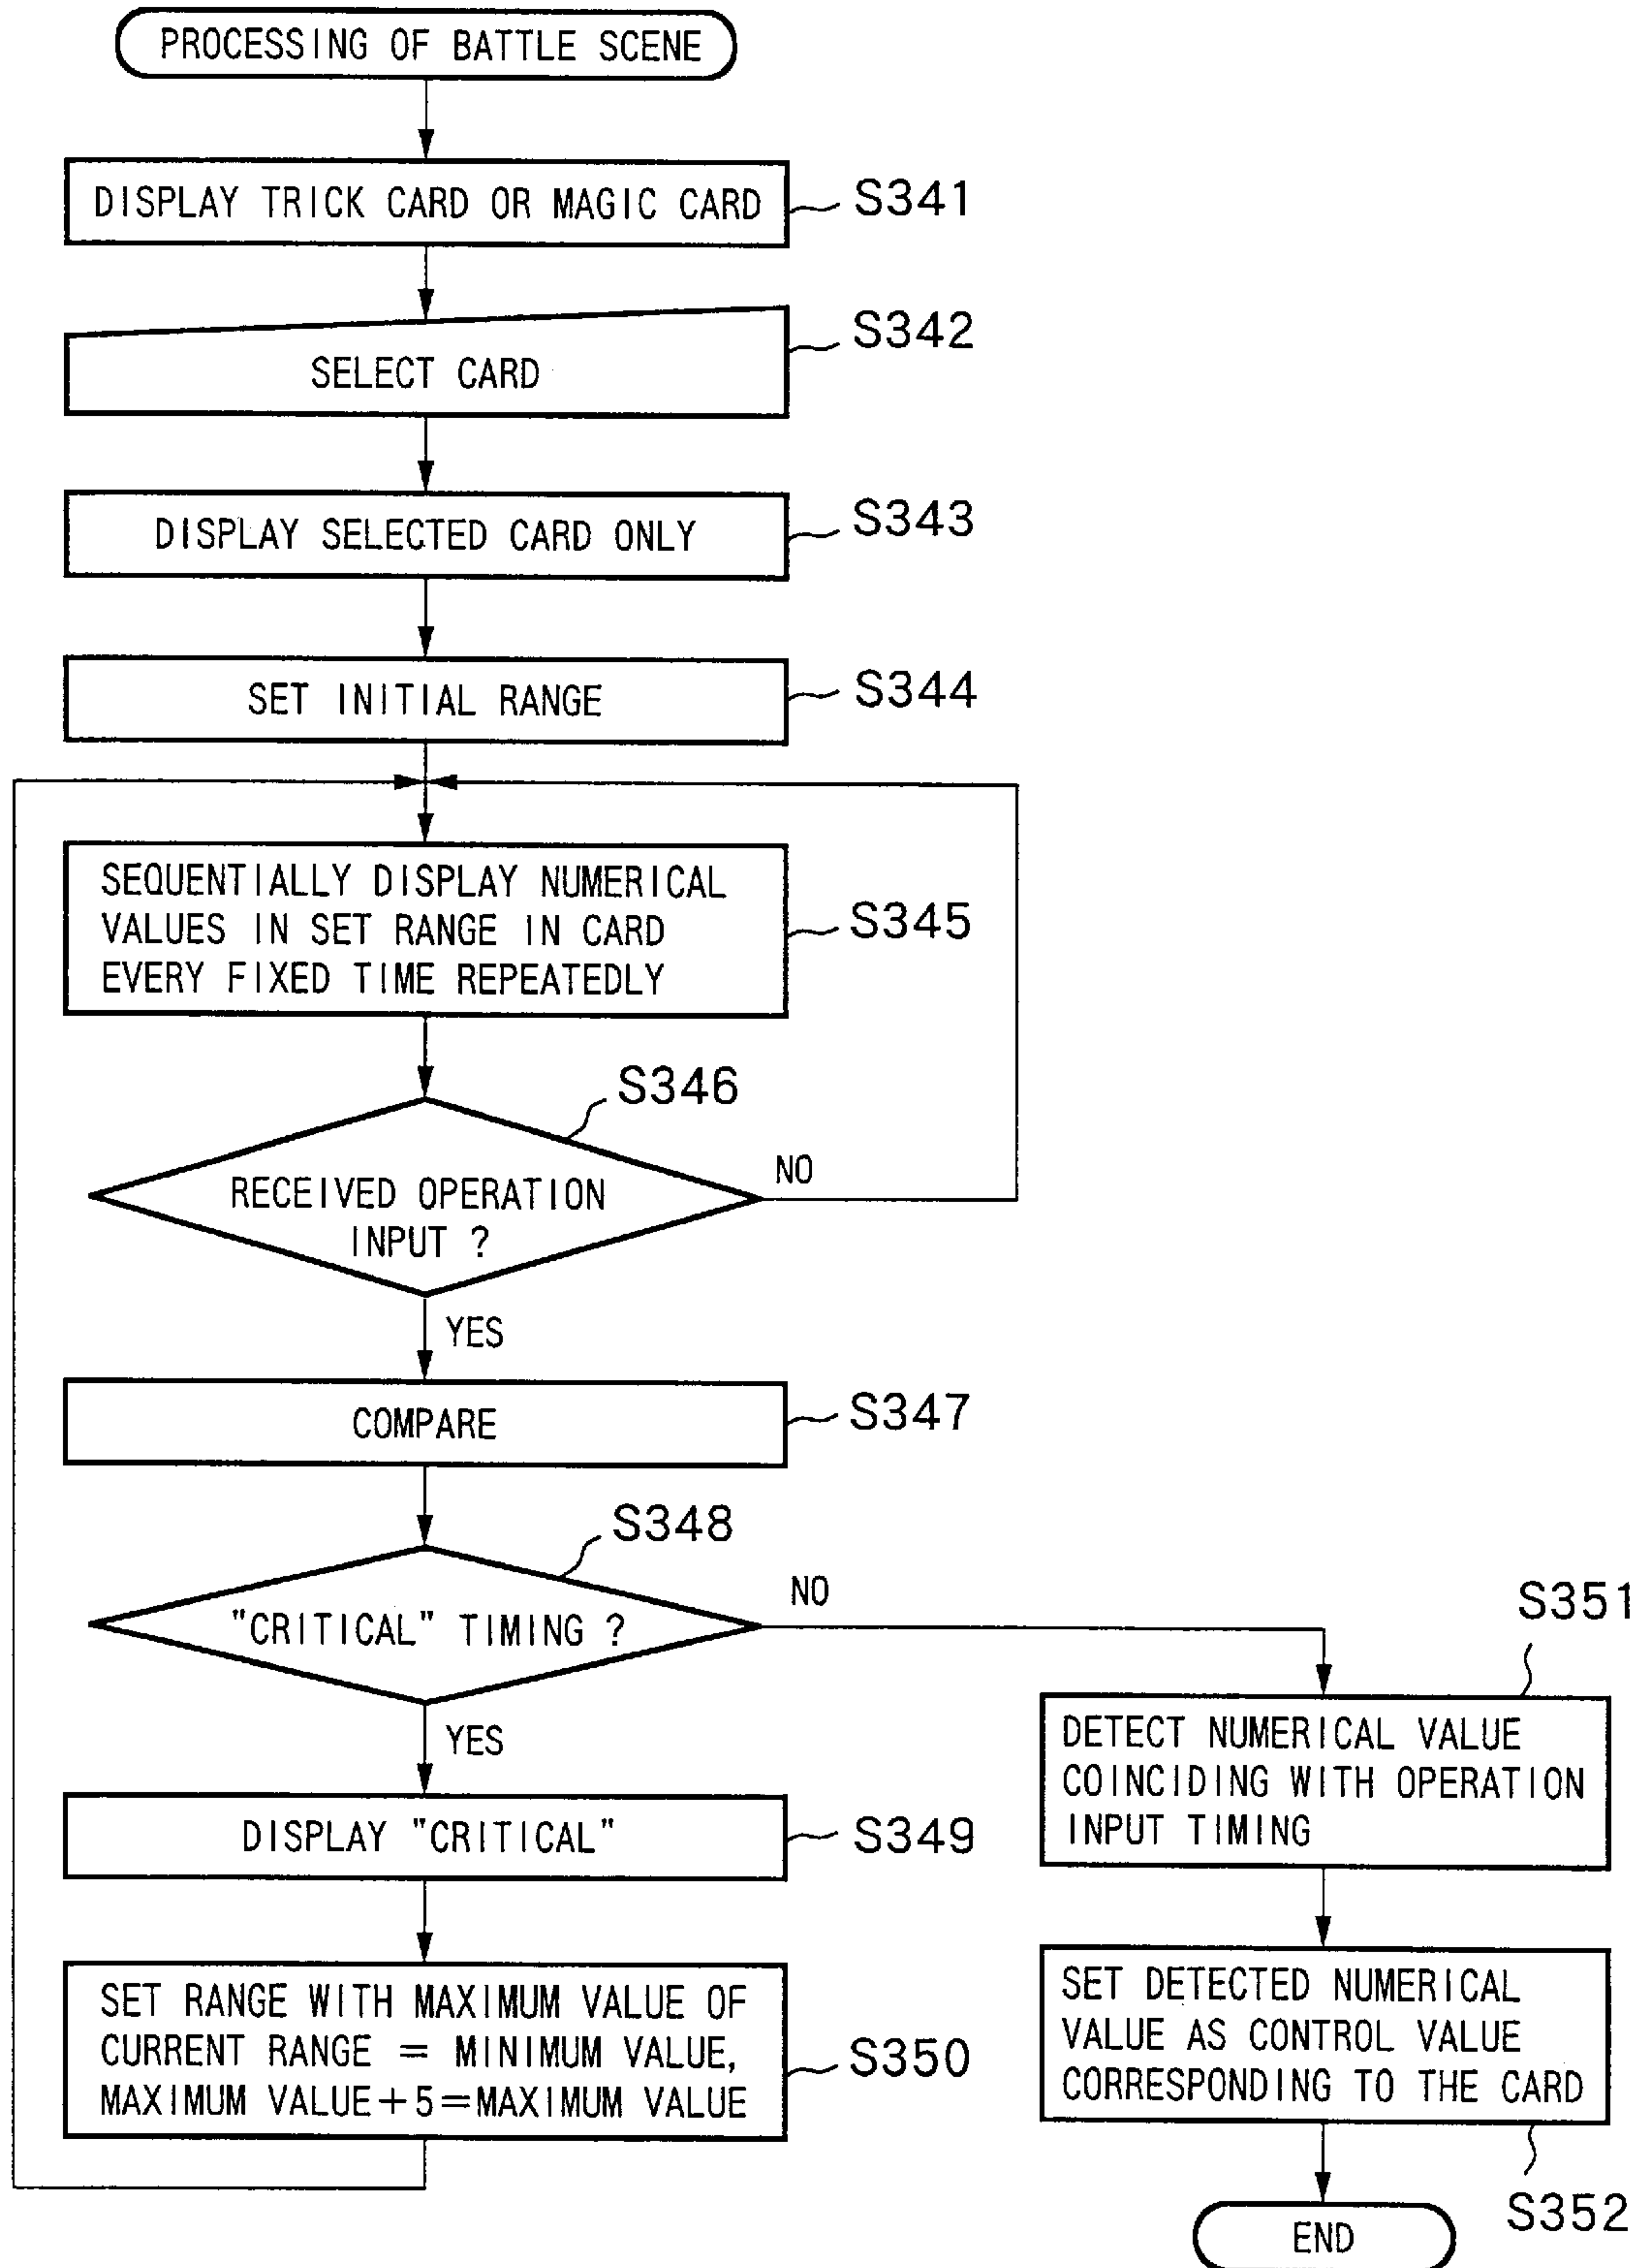 PROCESSING OF BATTLE SCENE
DISPLAY TRICK CARD OR MAGIC CARD
S341
S342
SELECT CARD
DISPLAY SELECTED CARD ONLY
S343
SET INITIAL RANGE
S344
SEQUENTIALLY DISPLAY NUMERICAL
VALUES IN SET RANGE IN CARD
EVERY FIXED TIME REPEATEDLY
S345
S346
RECEIVED OPERATION
INPUT ?
NO
YES
COMPARE
S347
S348
"CRITICAL" TIMING ?
NO
YES
DISPLAY "CRITICAL"
S349
SET RANGE WITH MAXIMUM VALUE OF
CURRENT RANGE = MINIMUM VALUE,
MAXIMUM VALUE+5=MAXIMUM VALUE
S350
S351
DETECT NUMERICAL VALUE
COINCIDING WITH OPERATION
INPUT TIMING
SET DETECTED NUMERICAL
VALUE AS CONTROL VALUE
CORRESPONDING TO THE CARD
S352
END